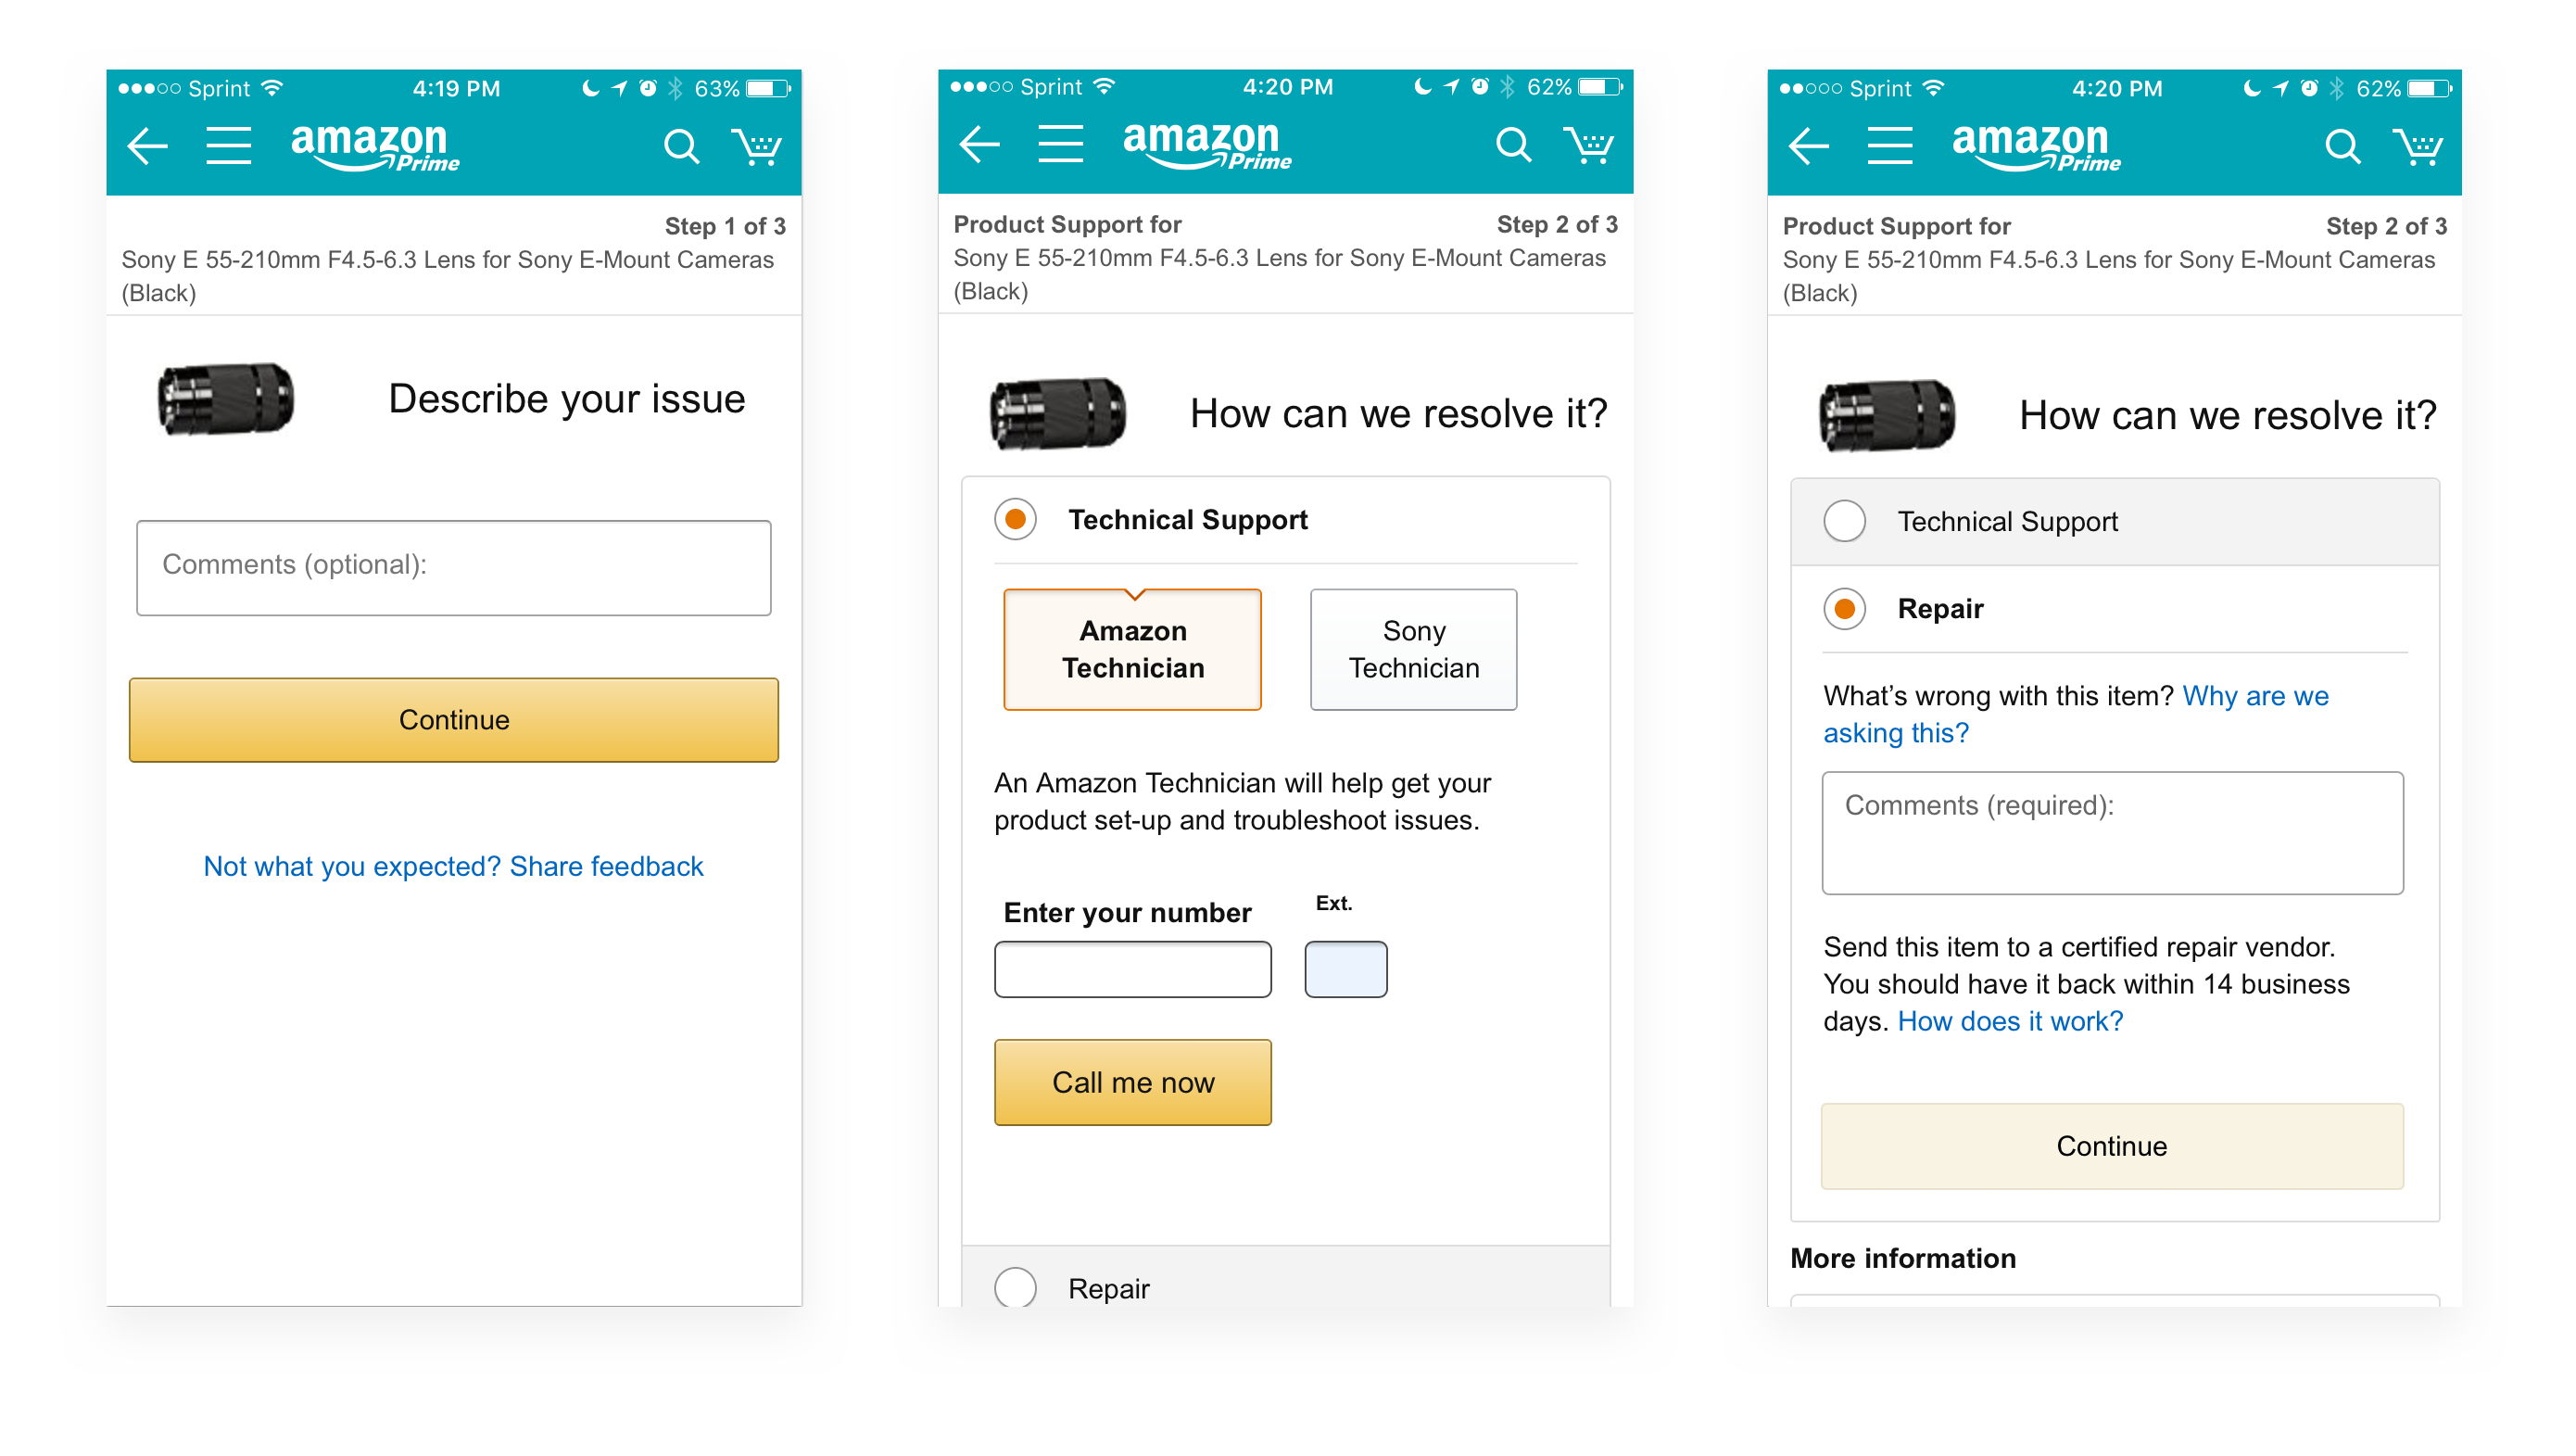 Sprint 4:19 PM 63%
amazon
Prime
Step 1 of 3
Sony E 55-210mm F4.5-6.3 Lens for Sony E-Mount Cameras
(Black)
Describe your issue
Comments (optional):
Continue
Not what you expected? Share feedback
Sprint 4:20 PM 62%
amazon
Prime
Product Support for Step 2 of 3
Sony E 55-210mm F4.5-6.3 Lens for Sony E-Mount Cameras
(Black)
How can we resolve it?
Technical Support
Amazon
Technician
Sony
Technician
An Amazon Technician will help get your
product set-up and troubleshoot issues.
Enter your number Ext.
Call me now
Repair
Sprint 4:20 PM 62%
amazon
Prime
Product Support for Step 2 of 3
Sony E 55-210mm F4.5-6.3 Lens for Sony E-Mount Cameras
(Black)
How can we resolve it?
Technical Support
Repair
What’s wrong with this item? Why are we
asking this?
Comments (required):
Send this item to a certified repair vendor.
You should have it back within 14 business
days. How does it work?
Continue
More information